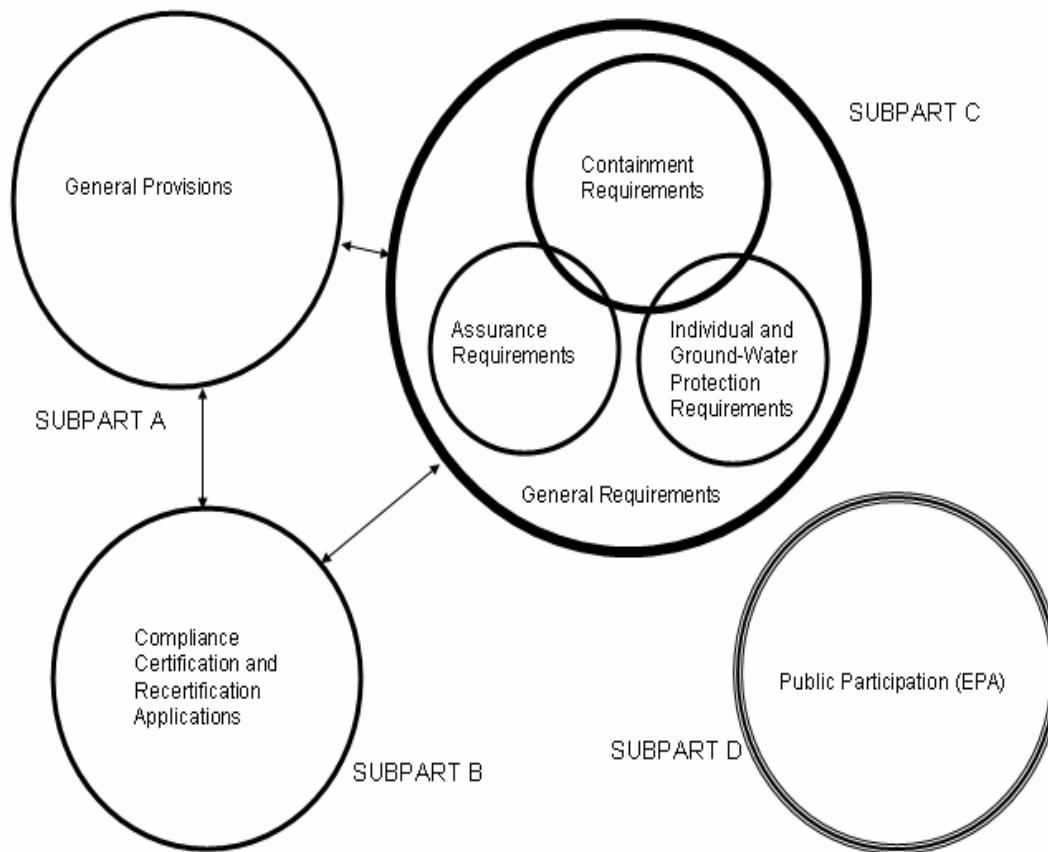 General Provisions
SUBPART A
SUBPART C
Containment
Requirements
Assurance
Requirements
Individual and
Ground-Water
Protection
Requirements
General Requirements
Compliance
Certification and
Recertification
Applications
SUBPART B
Public Participation (EPA)
SUBPART D